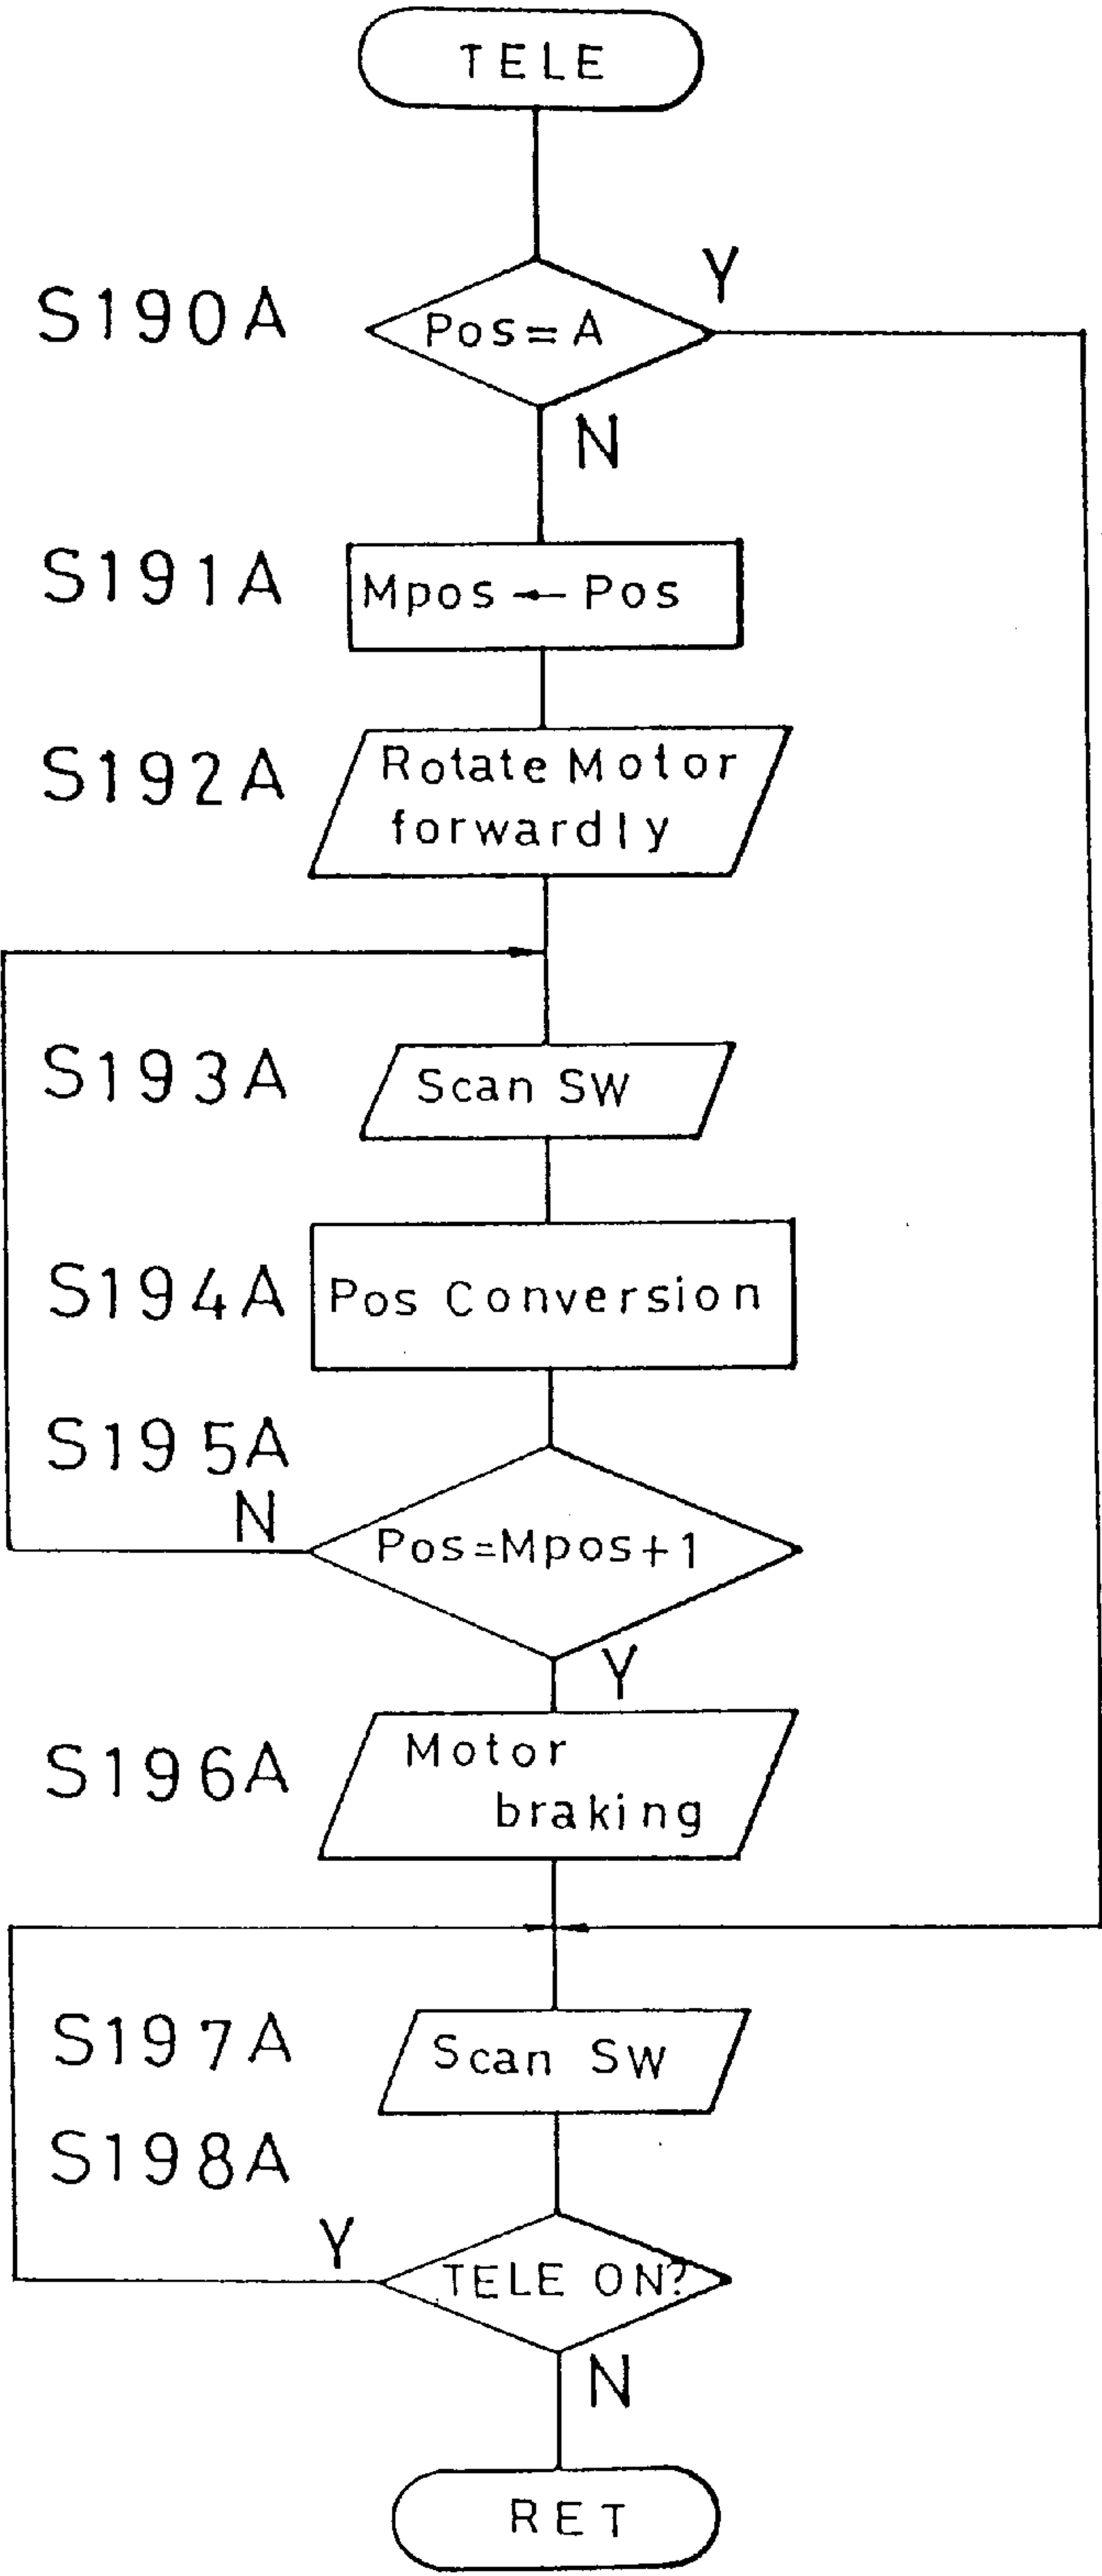 TELE
Y
S190A
Pos=A
N
S191A
Mpos ← Pos
S192A
Rotate Motor
forwardly
S193A
Scan SW
S194A
Pos Conversion
S195A
N
Pos=Mpos+1
Y
S196A
Motor
braking
S197A
Scan SW
S198A
Y
TELE ON?
N
RET